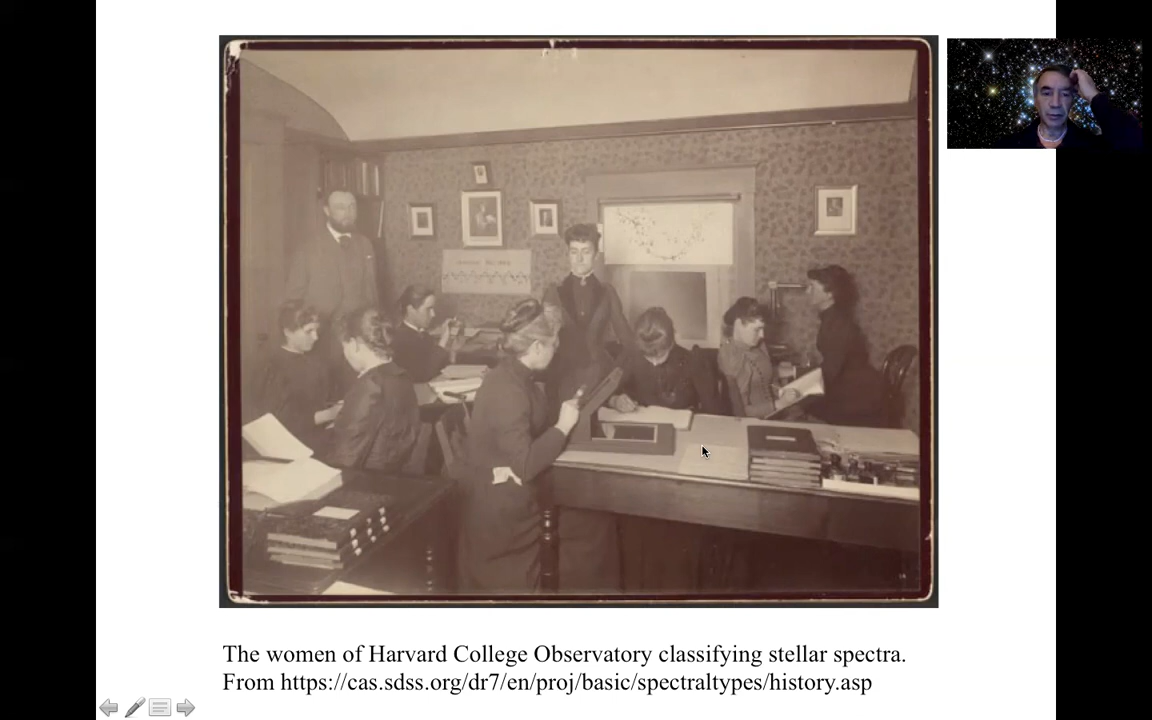 The women of Harvard College Observatory classifying stellar spectra.
From https://cas.sdss.org/dr7/en/proj/basic/spectraltypes/history.asp